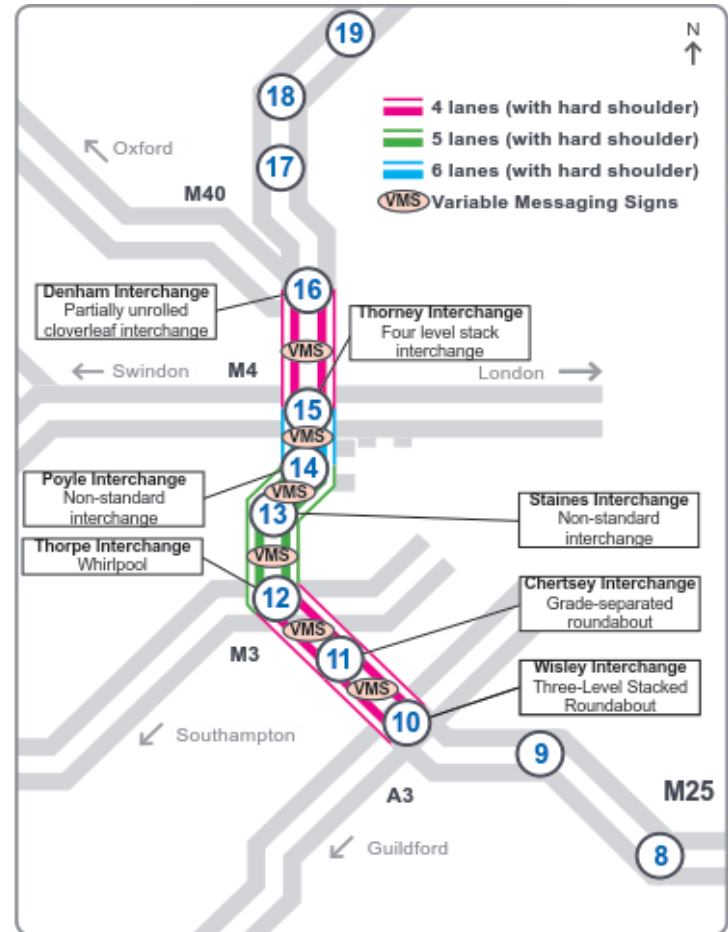 19
N
18
4 lanes (with hard shoulder)
5 lanes (with hard shoulder)
6 lanes (with hard shoulder)
VMS Variable Messaging Signs
Oxford
17
M40
Denham Interchange
Partially unrolled
cloverleaf interchange
16
Thorney Interchange
Four level stack
interchange
VMS
Swindon
M4
London
15
VMS
14
Poyle Interchange
Non-standard
interchange
VMS
13
Staines Interchange
Non-standard
interchange
Thorpe Interchange
Whirlpool
VMS
12
Chertsey Interchange
Grade-separated
roundabout
VMS
M3
11
Wisley Interchange
Three-Level Stacked
Roundabout
VMS
10
Southampton
9
M25
A3
Guildford
8